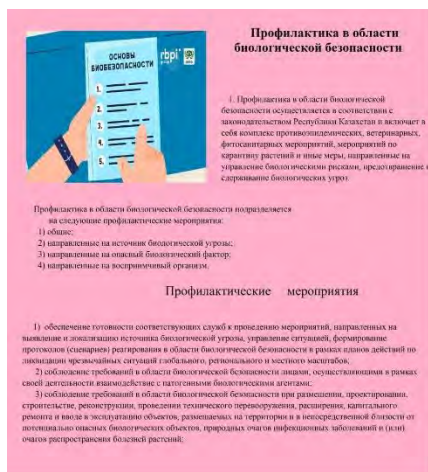 Профилактика в области
биологической безопасности
ОСНОВЫ
БИОБЕЗОПАСНОСТИ
rbpi
1.
2.
3.
4.
5.
1. Профилактика в области биологической
безопасности осуществляется в соответствии с
законодательством Республики Казахстан и включает в
себя комплекс противоэпидемических, ветеринарных,
фитосанитарных мероприятий, мероприятий по
карантину растений и иные меры, направленные на
управление биологическими рисками, предотвращение и
сдерживание биологических угроз.
Профилактика в области биологической безопасности подразделяется
на следующие профилактические мероприятия:
1) общие;
2) направленные на источник биологической угрозы;
3) направленные на опасный биологический фактор;
4) направленные на восприимчивый организм.
Профилактические мероприятия
1) обеспечение готовности соответствующих служб к проведению мероприятий, направленных на
выявление и локализацию источника биологической угрозы, управление ситуацией, формирование
протоколов (сценариев) реагирования в области биологической безопасности в рамках планов действий по
ликвидации чрезвычайных ситуаций глобального, регионального и местного масштабов;
2) соблюдение требований в области биологической безопасности лицами, осуществляющими в рамках
своей деятельности взаимодействие с патогенными биологическими агентами;
3) соблюдение требований в области биологической безопасности при размещении, проектировании,
строительстве, реконструкции, проведении технического перевооружения, расширения, капитального
ремонта и вводе в эксплуатацию объектов, размещаемых на территории и в непосредственной близости от
потенциально опасных биологических объектов, природных очагов инфекционных заболеваний и (или)
очагов распространения болезней растений;